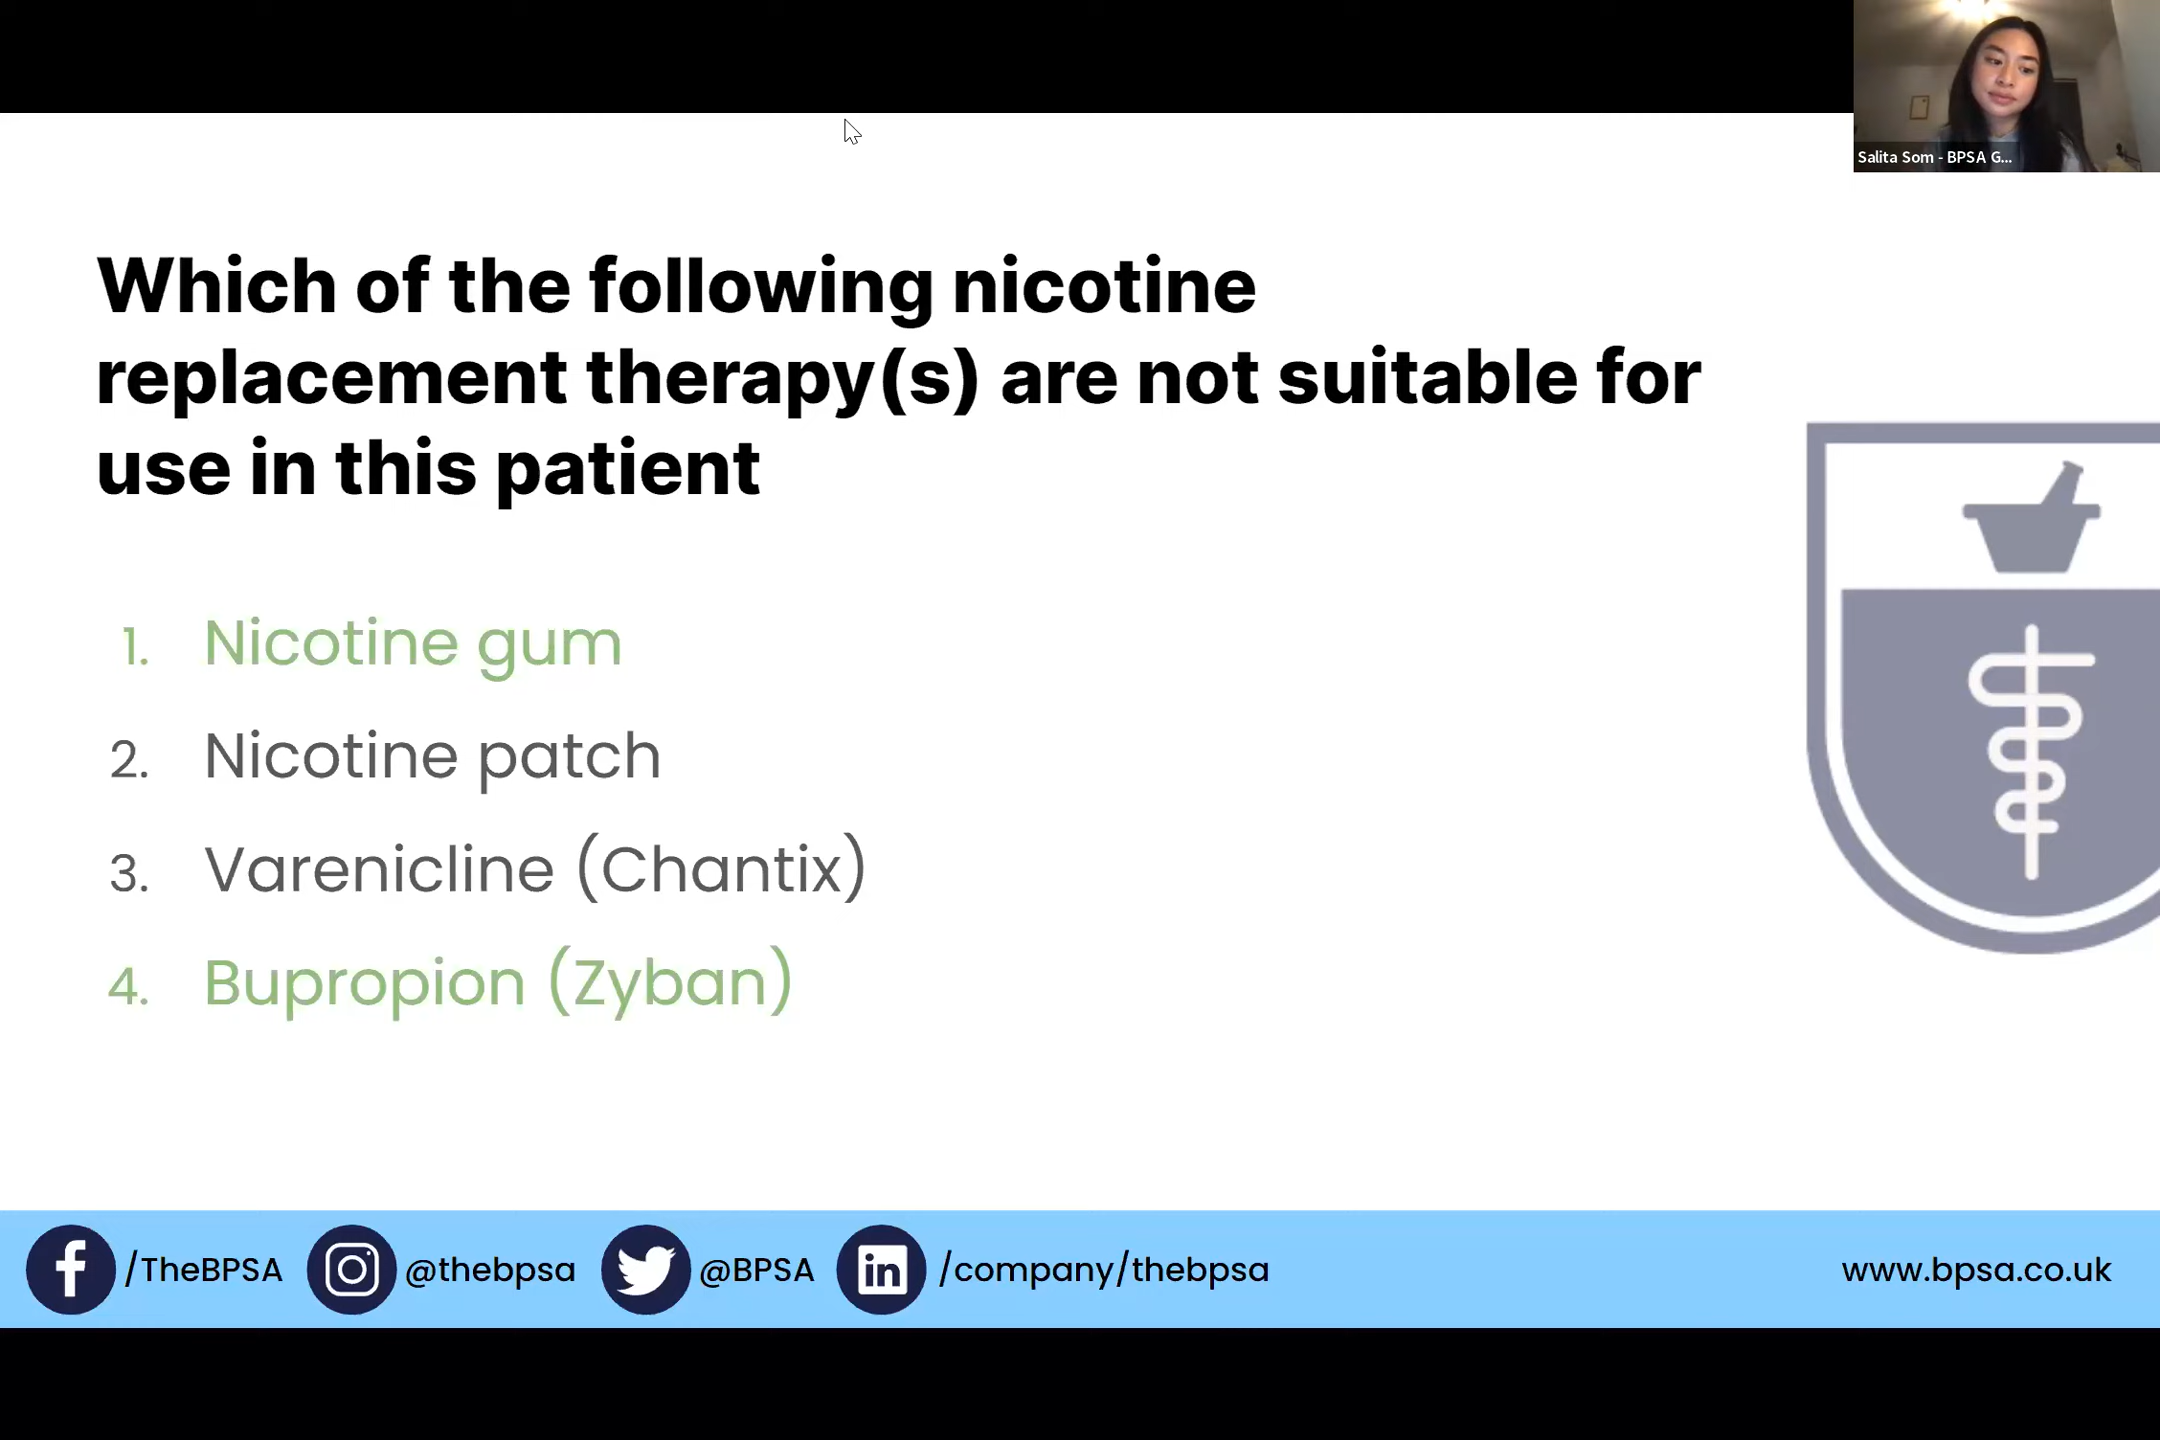 Salita Som - BPSA G...
Which of the following nicotine
replacement therapy(s) are not suitable for
use in this patient
1. Nicotine gum
2. Nicotine patch
3. Varenicline (Chantix)
4. Bupropion (Zyban)
/TheBPSA @thebpsa @BPSA /company/thebpsa www.bpsa.co.uk